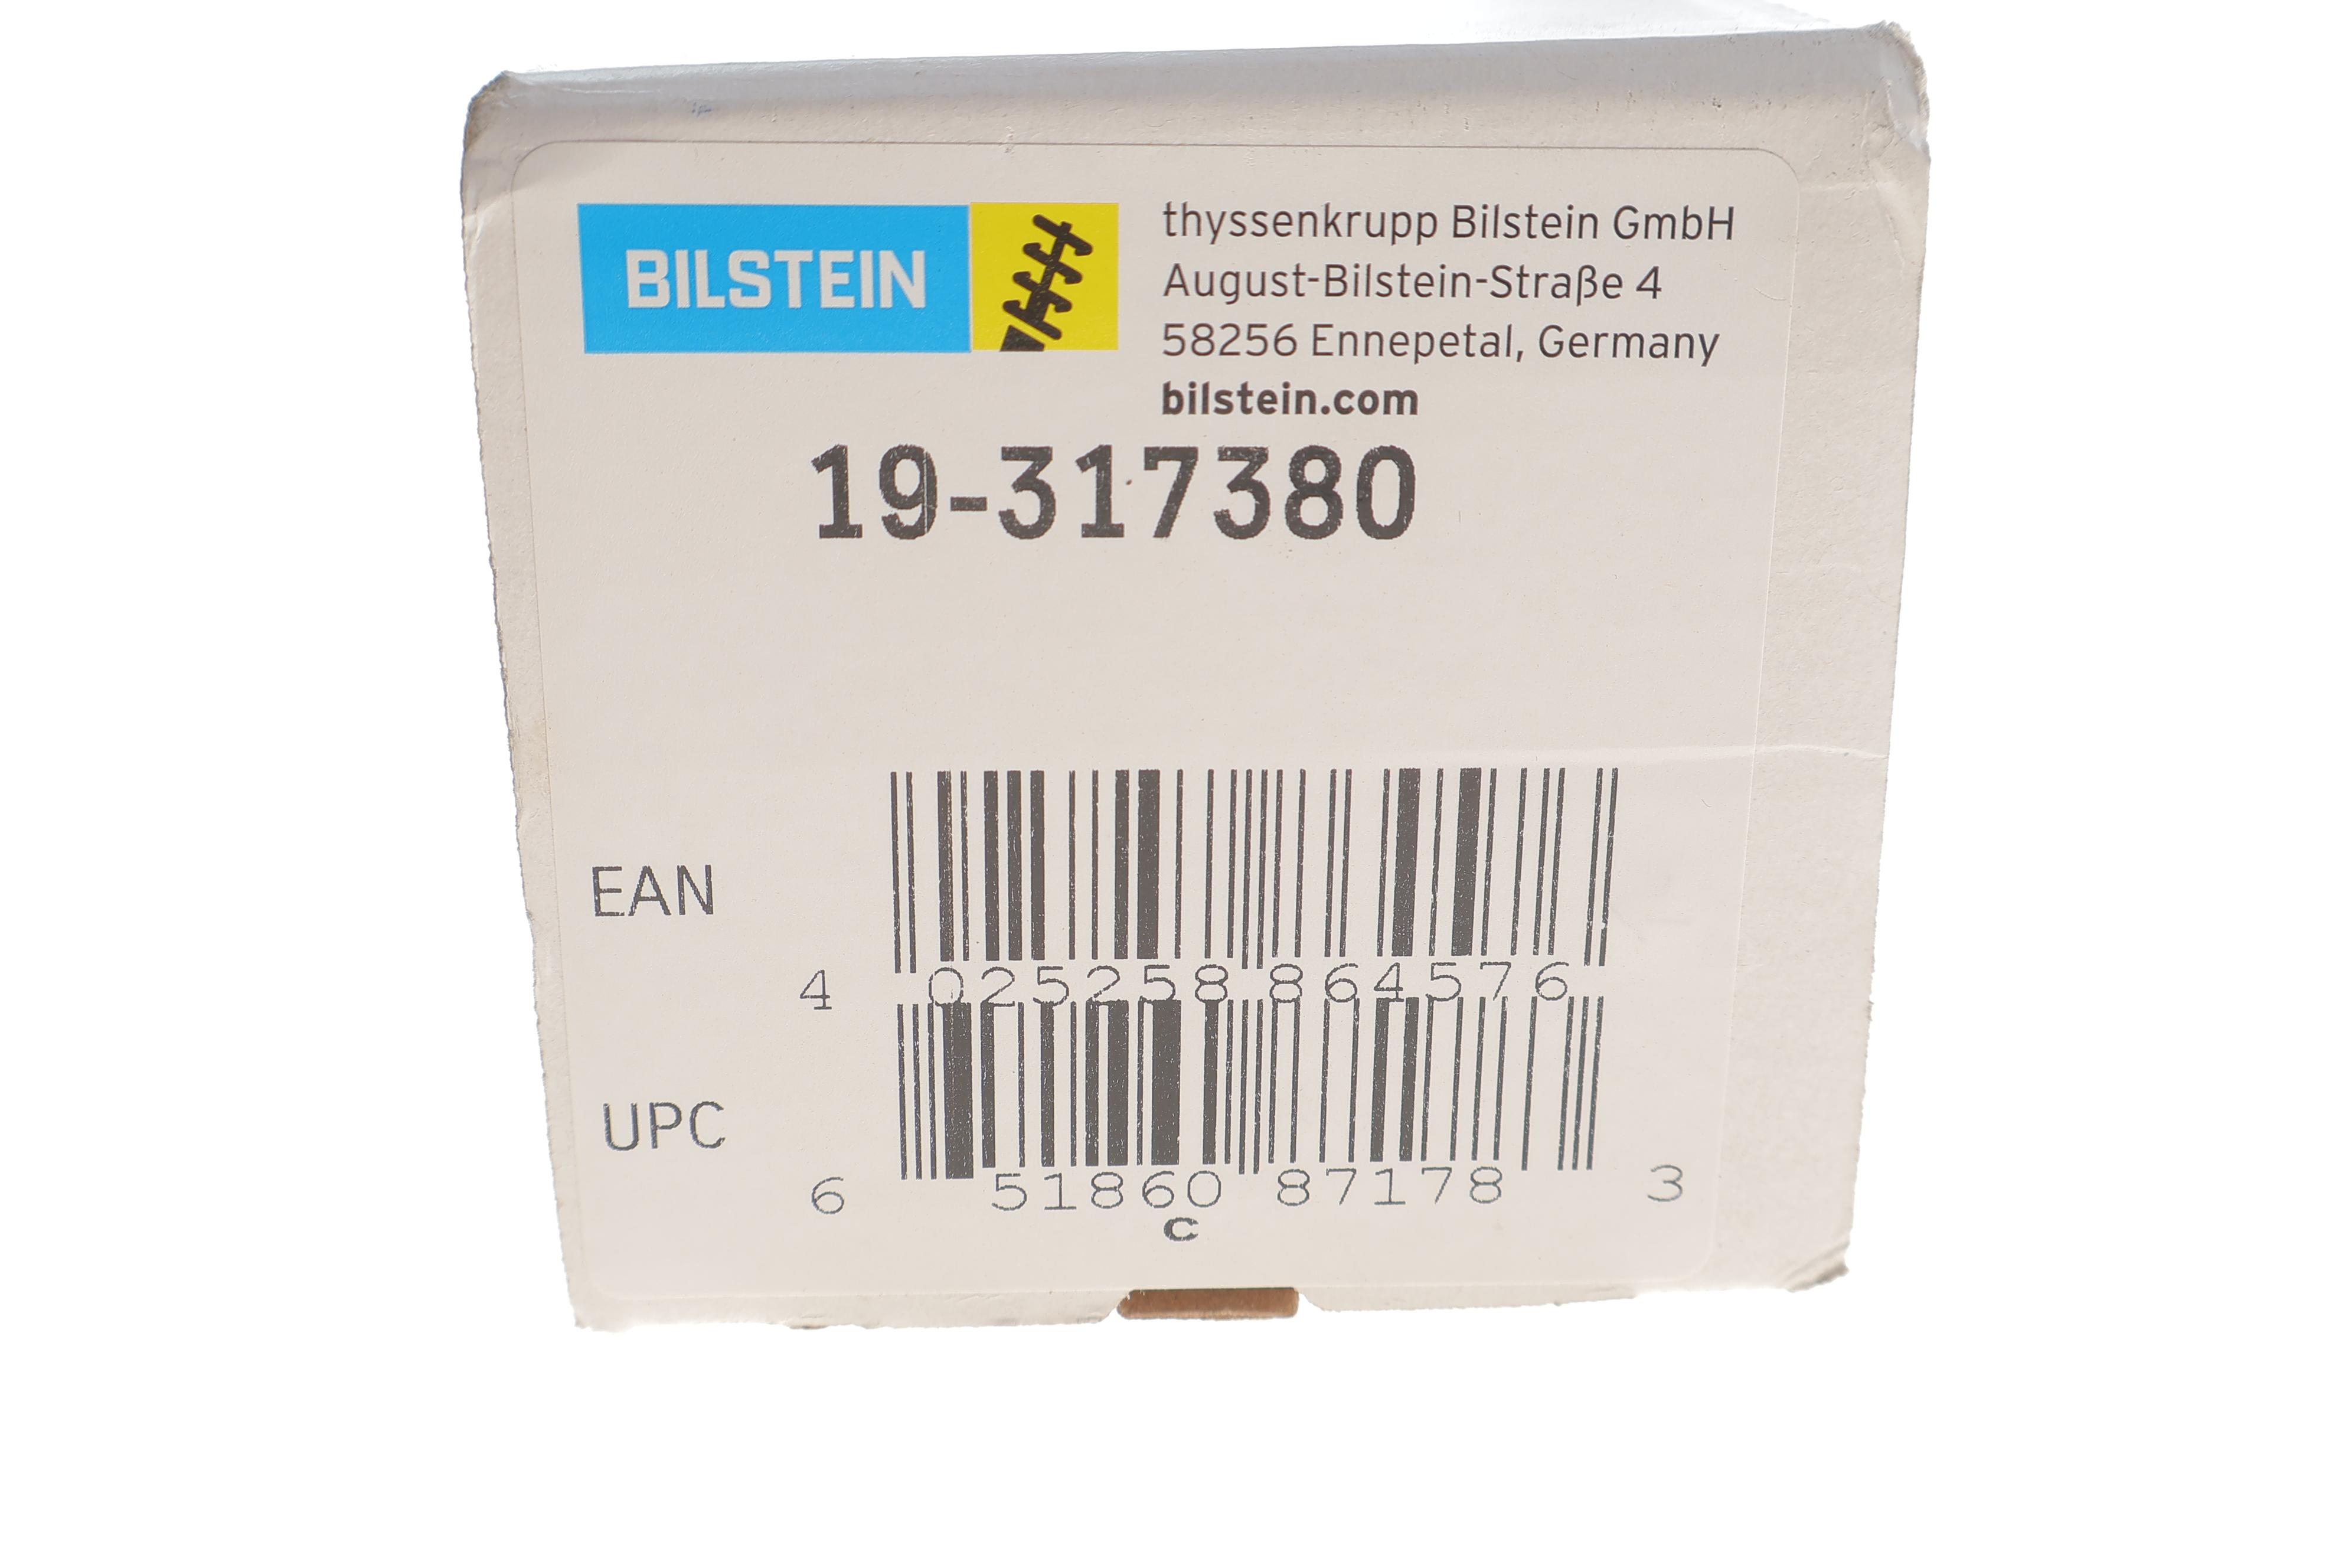 BILSTEIN
thyssenkrupp Bilstein GmbH
August-Bilstein-Straße 4
58256 Ennepetal, Germany
bilstein.com
19-317380
EAN
4 025258 864576
UPC
6 51860 87178 3
C